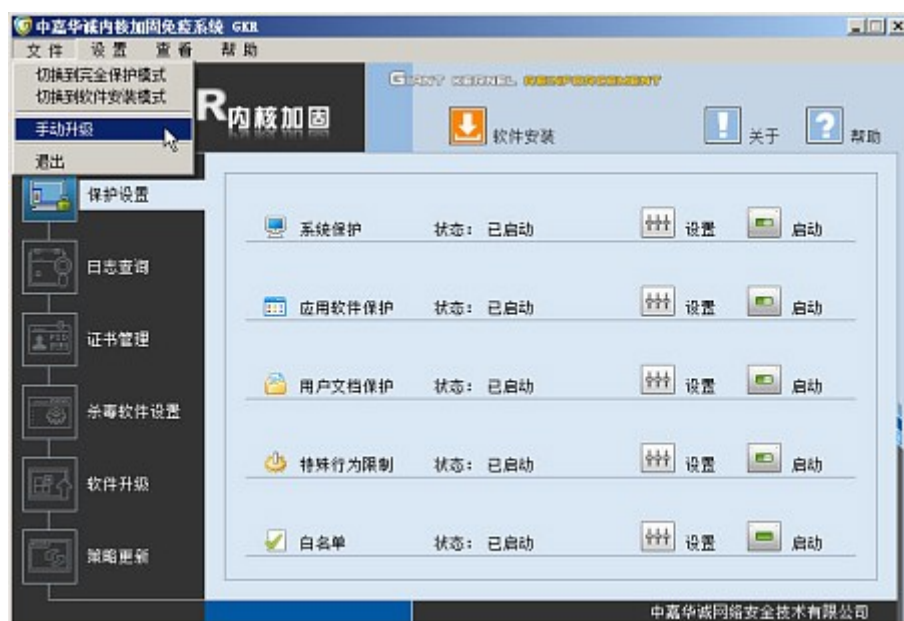 中嘉华诚内核加固免疫系统 GKR
文件 设置 查看 帮助
切换到完全保护模式
切换到软件安装模式
手动升级
退出
R内核加固
GIANT KERNEL REENFORCEMENT
软件安装
关于
帮助
保护设置
日志查询
证书管理
杀毒软件设置
软件升级
策略更新
系统保护 状态： 已启动 设置 启动
应用软件保护 状态： 已启动 设置 启动
用户文档保护 状态： 已启动 设置 启动
特殊行为限制 状态： 已启动 设置 启动
白名单 状态： 已启动 设置 启动
中嘉华诚网络安全技术有限公司